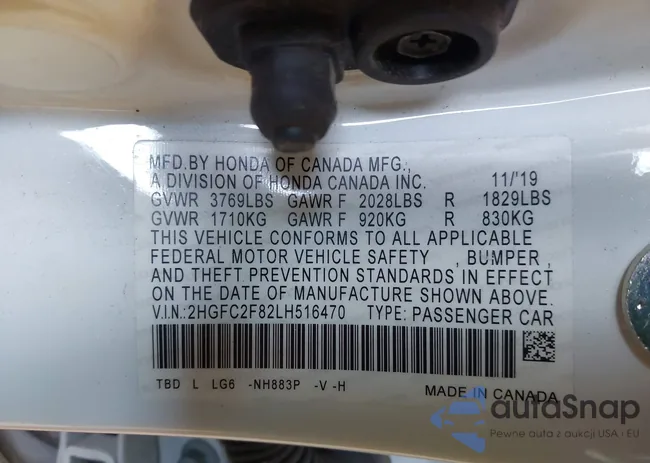 MFD.BY HONDA OF CANADA MFG.,
A DIVISION OF HONDA CANADA INC. 11/'19
GVWR 3769LBS GAWR F 2028LBS R 1829LBS
GVWR 1710KG GAWR F 920KG R 830KG
THIS VEHICLE CONFORMS TO ALL APPLICABLE
FEDERAL MOTOR VEHICLE SAFETY , BUMPER ,
AND THEFT PREVENTION STANDARDS IN EFFECT
ON THE DATE OF MANUFACTURE SHOWN ABOVE.
V.I.N.:2HGFC2F82LH516470 TYPE: PASSENGER CAR
TBD L LG6 -NH883P -V -H MADE IN CANADA
autaSnap
Pewne auta z aukcji USA · EU